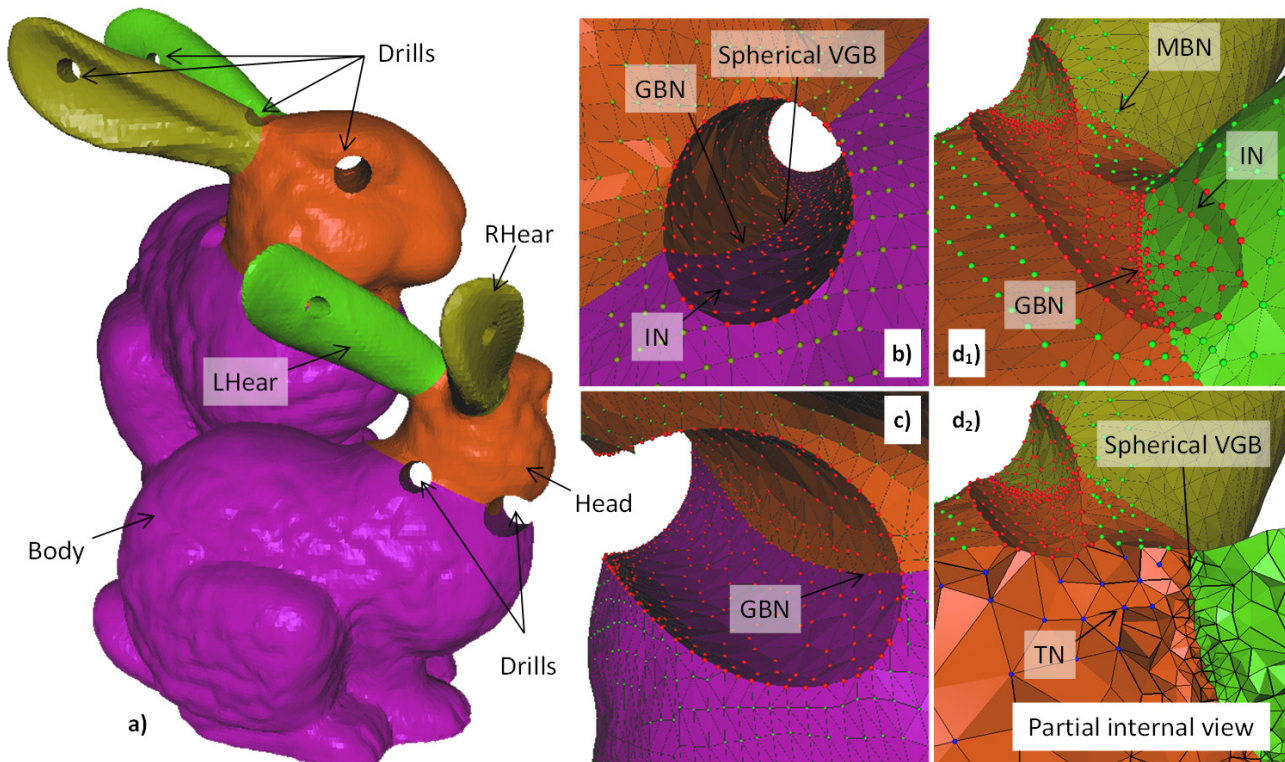 Drills
RHear
LHear
Head
Body
Drills
a)
Spherical VGB
GBN
IN
b)
c)
GBN
MBN
IN
GBN
d₁)
d₂)
Spherical VGB
TN
Partial internal view